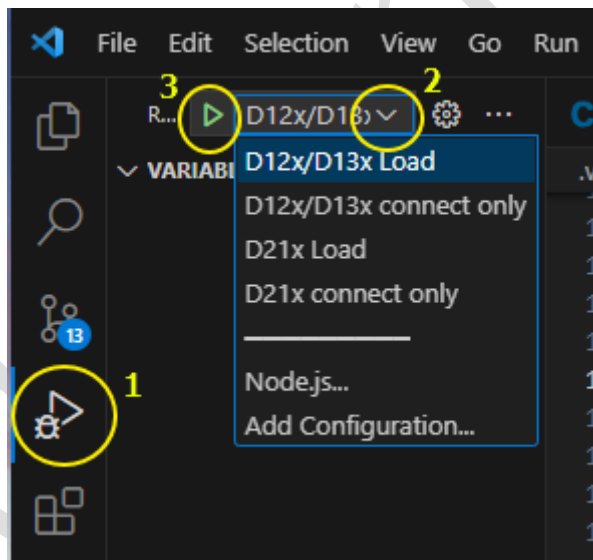 File Edit Selection View Go Run
3 2
R... D12x/D13x
VARIABL
D12x/D13x Load
D12x/D13x connect only
D21x Load
D21x connect only
13
1
Node.js...
Add Configuration...